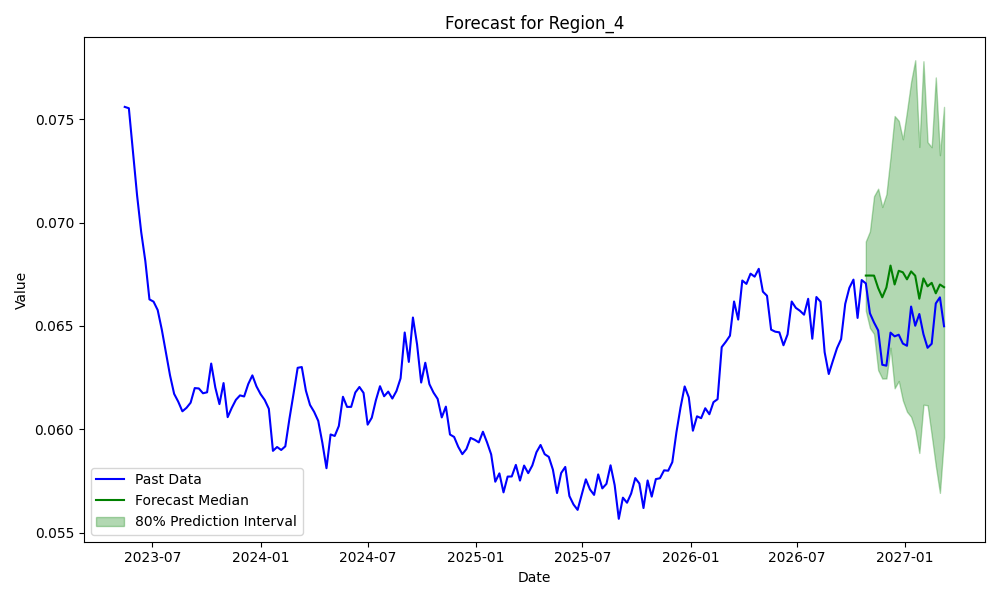 Forecast for Region_4
Value
0.075
0.070
0.065
0.060
0.055
Past Data
Forecast Median
80% Prediction Interval
2023-07 2024-01 2024-07 2025-01 2025-07 2026-01 2026-07 2027-01
Date